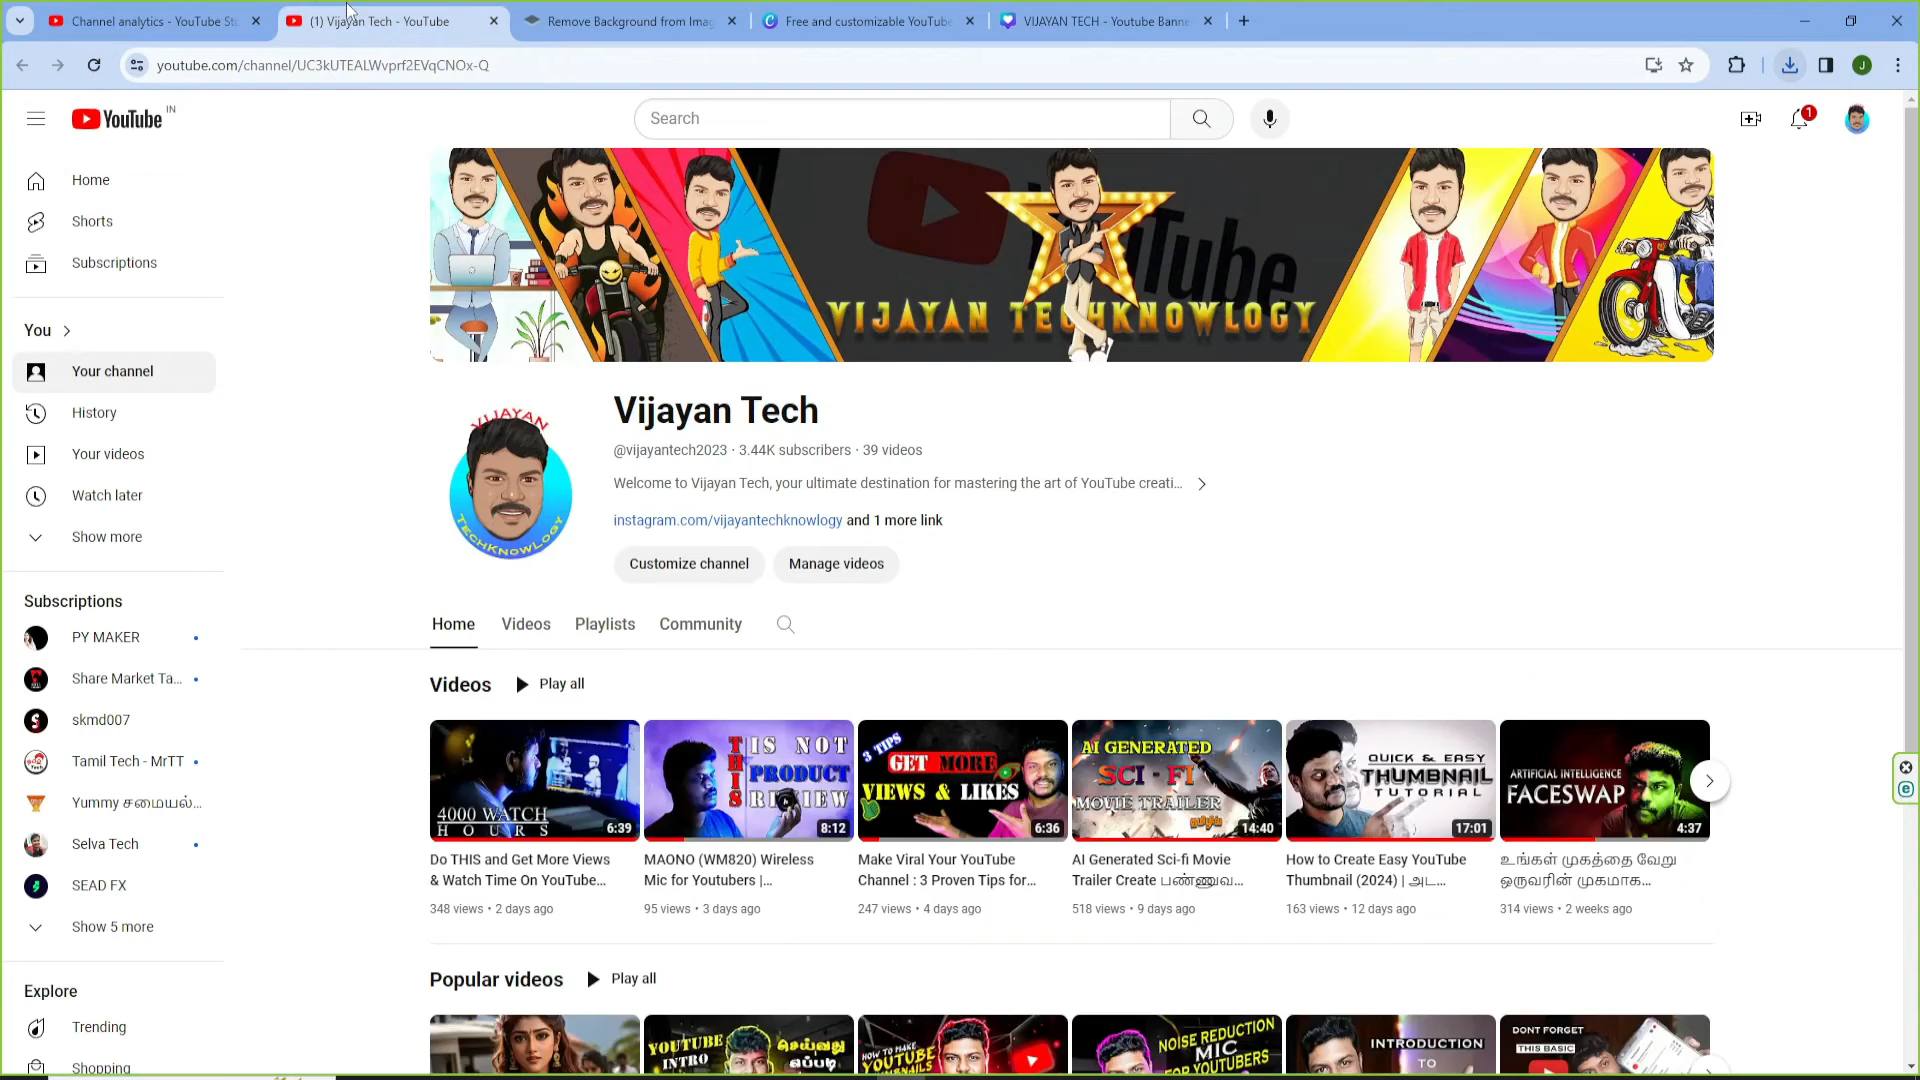 Channel analytics - YouTube Stu
(1) Vijayan Tech - YouTube
Remove Background from Imag
Free and customizable YouTube
VIJAYAN TECH - Youtube Banne
youtube.com/channel/UC3kUTEALWvprf2EVqCNOx-Q
J
YouTube IN
Search
1
Home
Shorts
Subscriptions
You
Your channel
History
Your videos
Watch later
Show more
Subscriptions
PY MAKER
Share Market Ta...
skmd007
Tamil Tech - MrTT
Yummy சமையல்...
Selva Tech
SEAD FX
Show 5 more
Explore
Trending
Shopping
YouTube
VIJAYAN TECHKNOWLOGY
VIJAYAN
TECHKNOWLOGY
Vijayan Tech
@vijayantech2023 · 3.44K subscribers · 39 videos
Welcome to Vijayan Tech, your ultimate destination for mastering the art of YouTube creati...
instagram.com/vijayantechknowlogy and 1 more link
Customize channel
Manage videos
Home
Videos
Playlists
Community
Videos
Play all
4000 WATCH
HOURS
6:39
Do THIS and Get More Views
& Watch Time On YouTube...
348 views • 2 days ago
THIS
IS NOT
PRODUCT
REVIEW
8:12
MAONO (WM820) Wireless
Mic for Youtubers |...
95 views • 3 days ago
3 TIPS
GET MORE
VIEWS & LIKES
6:36
Make Viral Your YouTube
Channel : 3 Proven Tips for...
247 views • 4 days ago
AI GENERATED
SCI - FI
MOVIE TRAILER
தமிழில்
14:40
AI Generated Sci-fi Movie
Trailer Create பண்ணுவ...
518 views • 9 days ago
QUICK & EASY
THUMBNAIL
TUTORIAL
17:01
How to Create Easy YouTube
Thumbnail (2024) | அட...
163 views • 12 days ago
ARTIFICIAL INTELLIGENCE
FACESWAP
4:37
உங்கள் முகத்தை வேறு
ஒருவரின் முகமாக...
314 views • 2 weeks ago
Popular videos
Play all
YOUTUBE
INTRO
செய்வது
எப்படி
HOW TO MAKE
YOUTUBE
THUMBNAILS
NOISE REDUCTION
MIC
FOR YOUTUBERS
INTRODUCTION
TO
DONT FORGET
THIS BASIC